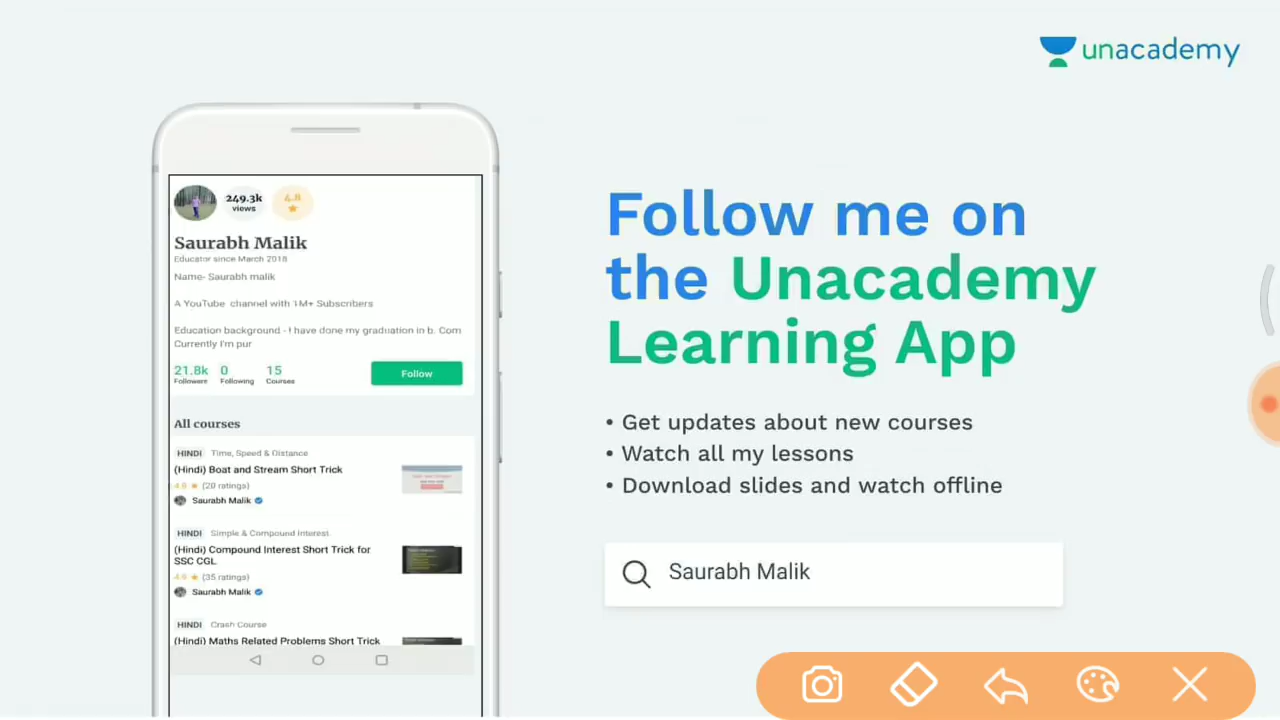 unacademy
249.3k
views
4.8
Saurabh Malik
Educator since March 2018
Name- Saurabh malik
A YouTube channel with 1M+ Subscribers
Education background - I have done my graduation in b. Com
Currently I'm pur
21.8k 0 15
Followers Following Courses
Follow
All courses
HINDI Time, Speed & Distance
(Hindi) Boat and Stream Short Trick
4.8 ★ (20 ratings)
Saurabh Malik
HINDI Simple & Compound Interest
(Hindi) Compound Interest Short Trick for
SSC CGL
4.9 ★ (35 ratings)
Saurabh Malik
HINDI Crash Course
(Hindi) Maths Related Problems Short Trick
Follow me on
the Unacademy
Learning App
• Get updates about new courses
• Watch all my lessons
• Download slides and watch offline
Saurabh Malik